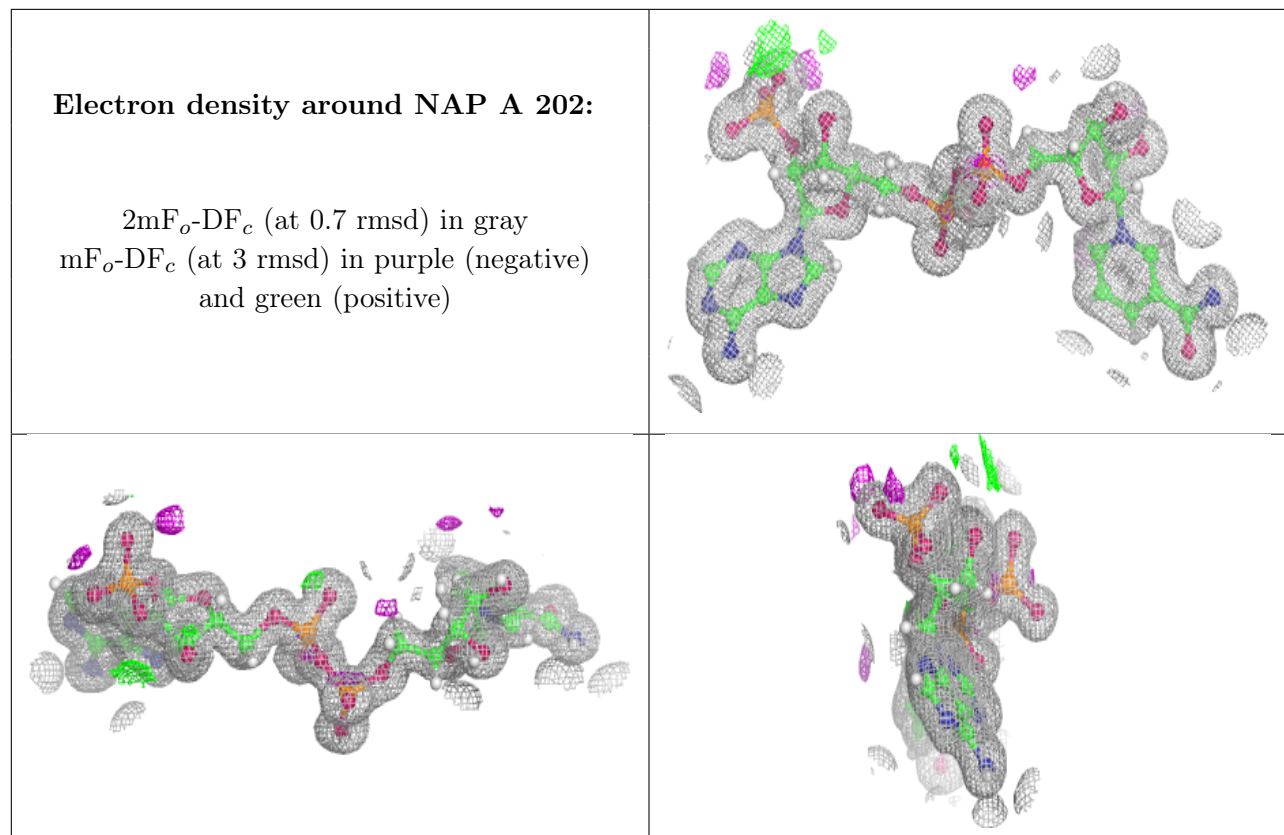 Electron density around NAP A 202:
2mFo-DFc (at 0.7 rmsd) in gray
mFo-DFc (at 3 rmsd) in purple (negative)
and green (positive)